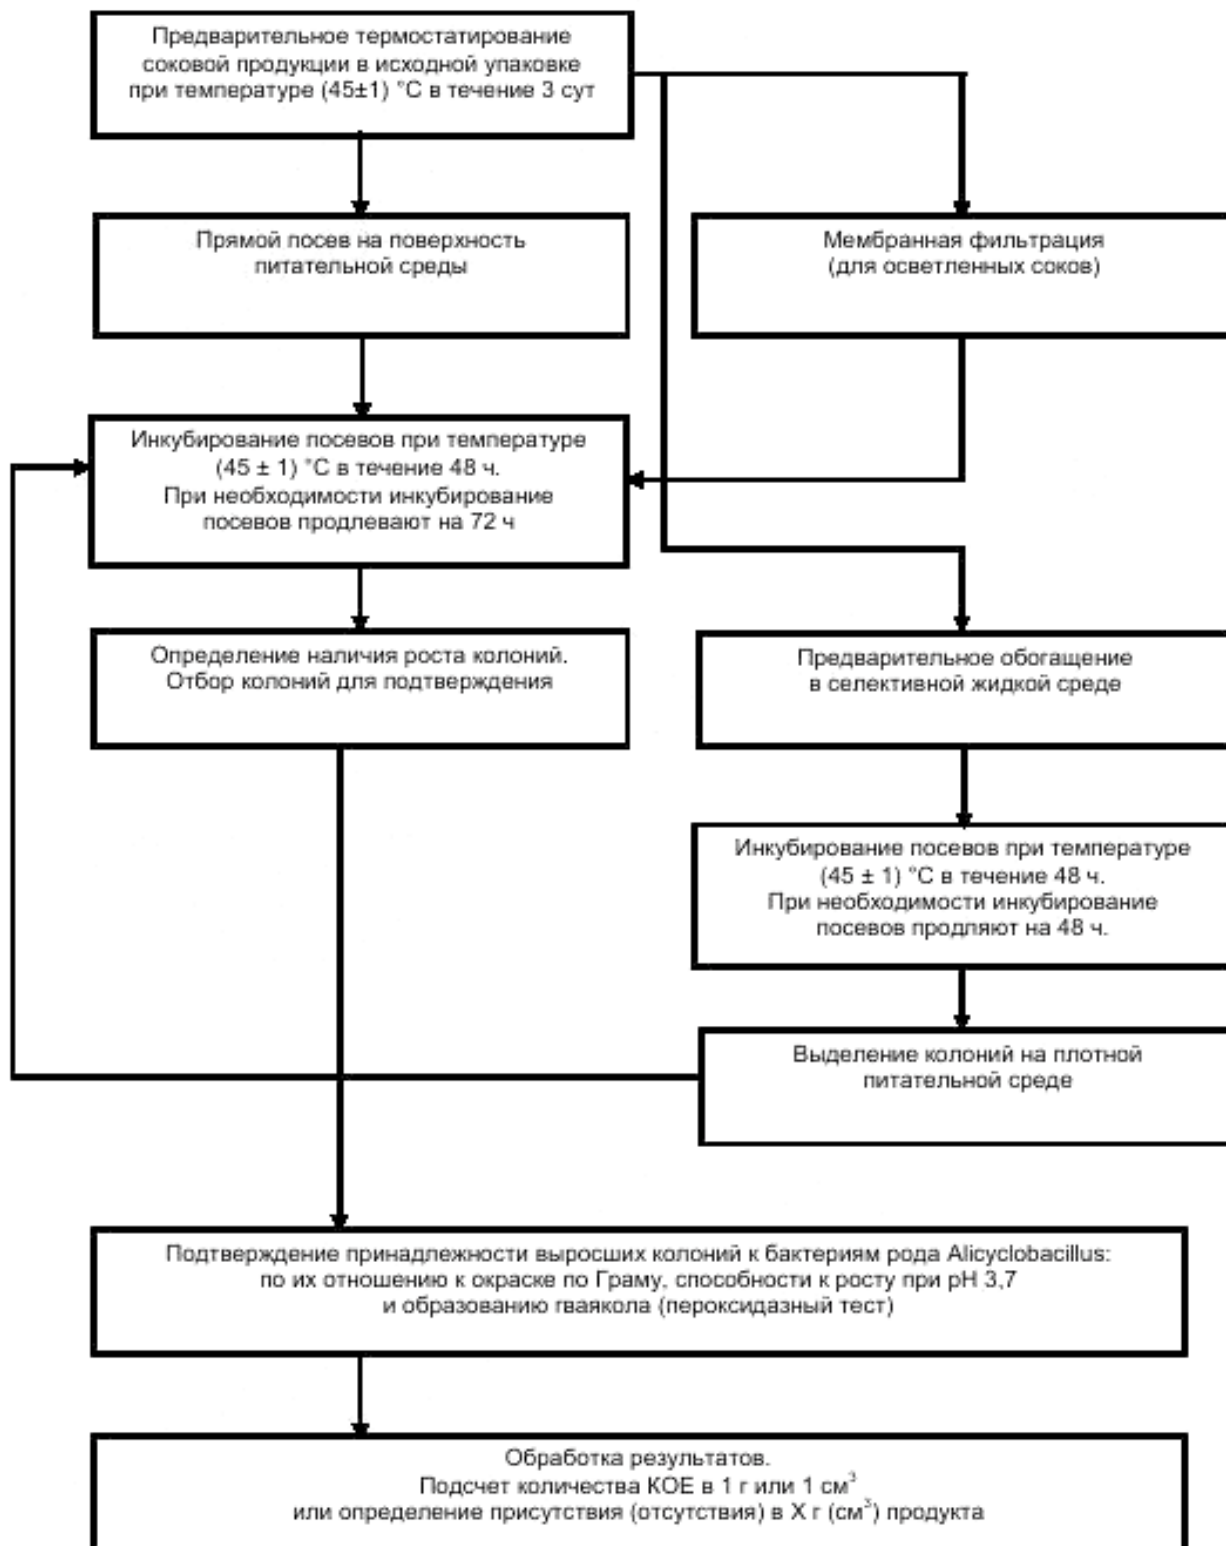 Предварительное термостатирование
соковой продукции в исходной упаковке
при температуре (45±1) °С в течение 3 сут
Прямой посев на поверхность
питательной среды
Мембранная фильтрация
(для осветленных соков)
Инкубирование посевов при температуре
(45 ± 1) °С в течение 48 ч.
При необходимости инкубирование
посевов продлевают на 72 ч
Определение наличия роста колоний.
Отбор колоний для подтверждения
Предварительное обогащение
в селективной жидкой среде
Инкубирование посевов при температуре
(45 ± 1) °С в течение 48 ч.
При необходимости инкубирование
посевов продляют на 48 ч.
Выделение колоний на плотной
питательной среде
Подтверждение принадлежности выросших колоний к бактериям рода Alicyclobacillus:
по их отношению к окраске по Граму, способности к росту при pH 3,7
и образованию гваякола (пероксидазный тест)
Обработка результатов.
Подсчет количества КОЕ в 1 г или 1 см³
или определение присутствия (отсутствия) в X г (см³) продукта